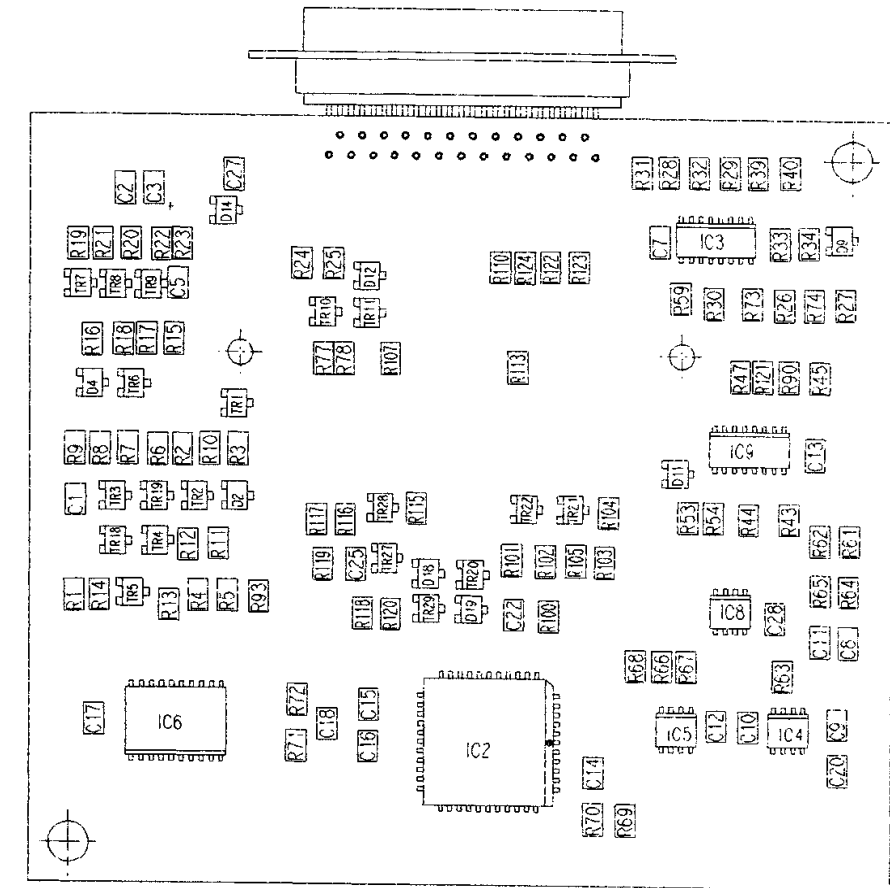 R31 R28 R32 R29 R39 R40
C2 C3 C27
D14
R19 R21 R20 R22 R23
C7 IC3 R33 R34 D9
R24 R25 D12 R110 R124 R122 R123
TR7 TR8 TR9 C5
TR10 TR11
R59 R30 R73 R26 R74 R27
R16 R18 R17 R15
R77 R78 R107 R113
D4 TR6 R47 R121 R90 R45
TR1
R9 R8 R7 R6 R2 R10 R3
IC9 C13
D11
C1 TR3 TR19 TR2 D2
R117 R116 TR28 R115 TR22 TR21 R104
R53 R54 R44 R43
TR18 TR4 R12 R11
R62 R61
R119 C25 TR27 D18 TR20 R101 R102 R105 R103
R1 R14 TR5 R13 R4 R5 R93
R65 R64
R118 R120 TR29 D19 C22 R100
IC8 C28
C11
R68 R66 R67 R63
R72 C15
C17 IC6 C18
IC5 C12 C10 IC4 C9
R71 C16 IC2
C14 C20
R70 R69